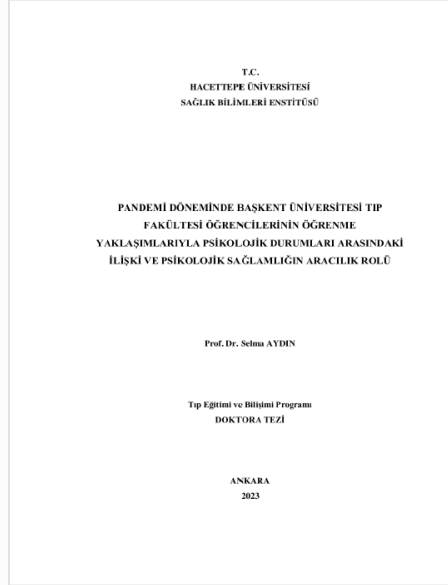 T.C.
HACETTEPE ÜNİVERSİTESİ
SAĞLIK BİLİMLERİ ENSTİTÜSÜ
PANDEMİ DÖNEMİNDE BAŞKENT ÜNİVERSİTESİ TIP
FAKÜLTESİ ÖĞRENCİLERİNİN ÖĞRENME
YAKLAŞIMLARIYLA PSİKOLOJİK DURUMLARI ARASINDAKİ
İLİŞKİ VE PSİKOLOJİK SAĞLAMLIĞIN ARACILIK ROLÜ
Prof. Dr. Selma AYDIN
Tıp Eğitimi ve Bilişimi Programı
DOKTORA TEZİ
ANKARA
2023